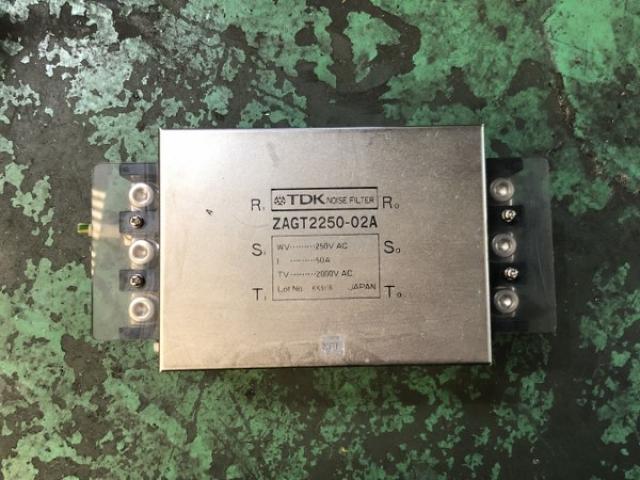 TDK NOISE FILTER
R₁ R₀
ZAGT2250-02A
S₁ S₀
WV·········250V AC
I ·········50A
TV·········2000V AC
Lot No. JAPAN
T₁ T₀